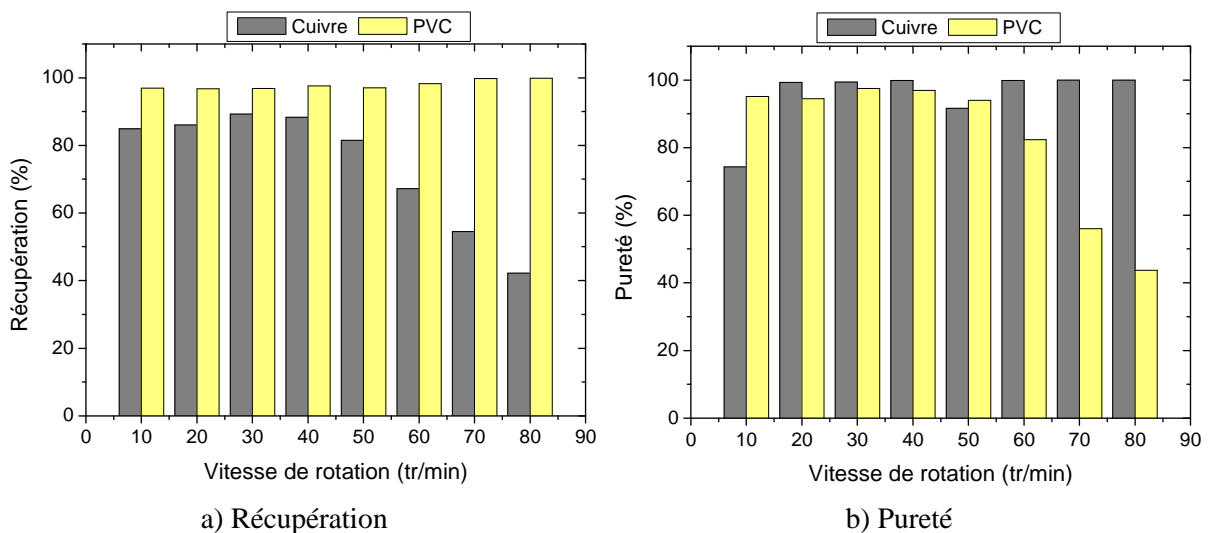 Cuivre PVC
100
80
60
40
20
0
Récupération (%)
0 10 20 30 40 50 60 70 80 90
Vitesse de rotation (tr/min)
a) Récupération
Cuivre PVC
100
80
60
40
20
0
Pureté (%)
0 10 20 30 40 50 60 70 80 90
Vitesse de rotation (tr/min)
b) Pureté